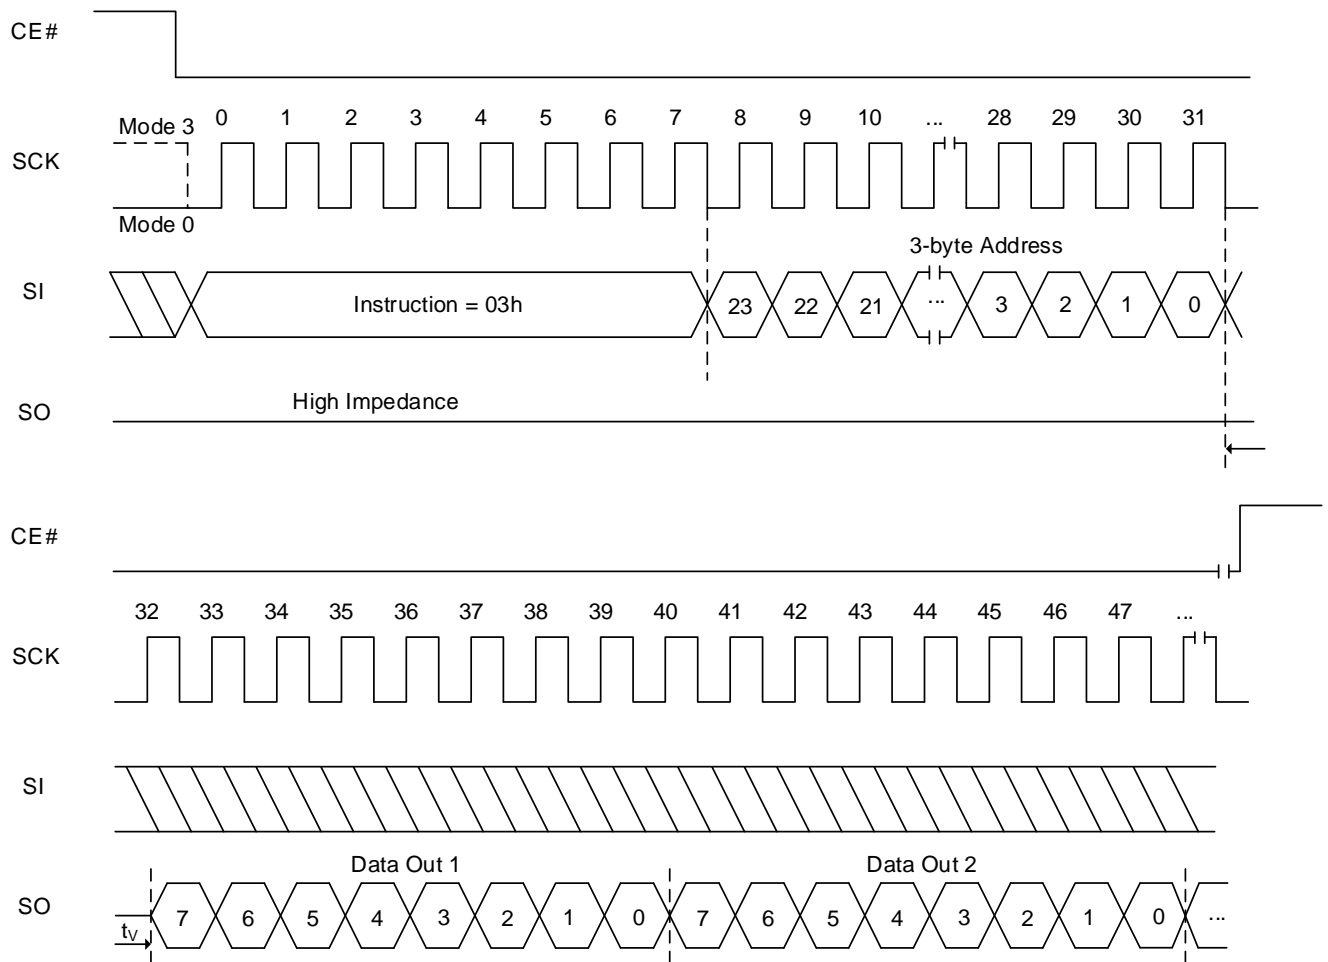 CE#
Mode 3
0 1 2 3 4 5 6 7 8 9 10 ... 28 29 30 31
SCK
Mode 0
3-byte Address
SI
Instruction = 03h
23 22 21 ... 3 2 1 0
High Impedance
SO
CE#
32 33 34 35 36 37 38 39 40 41 42 43 44 45 46 47 ...
SCK
SI
Data Out 1 Data Out 2
SO
7 6 5 4 3 2 1 0 7 6 5 4 3 2 1 0 ...
tV